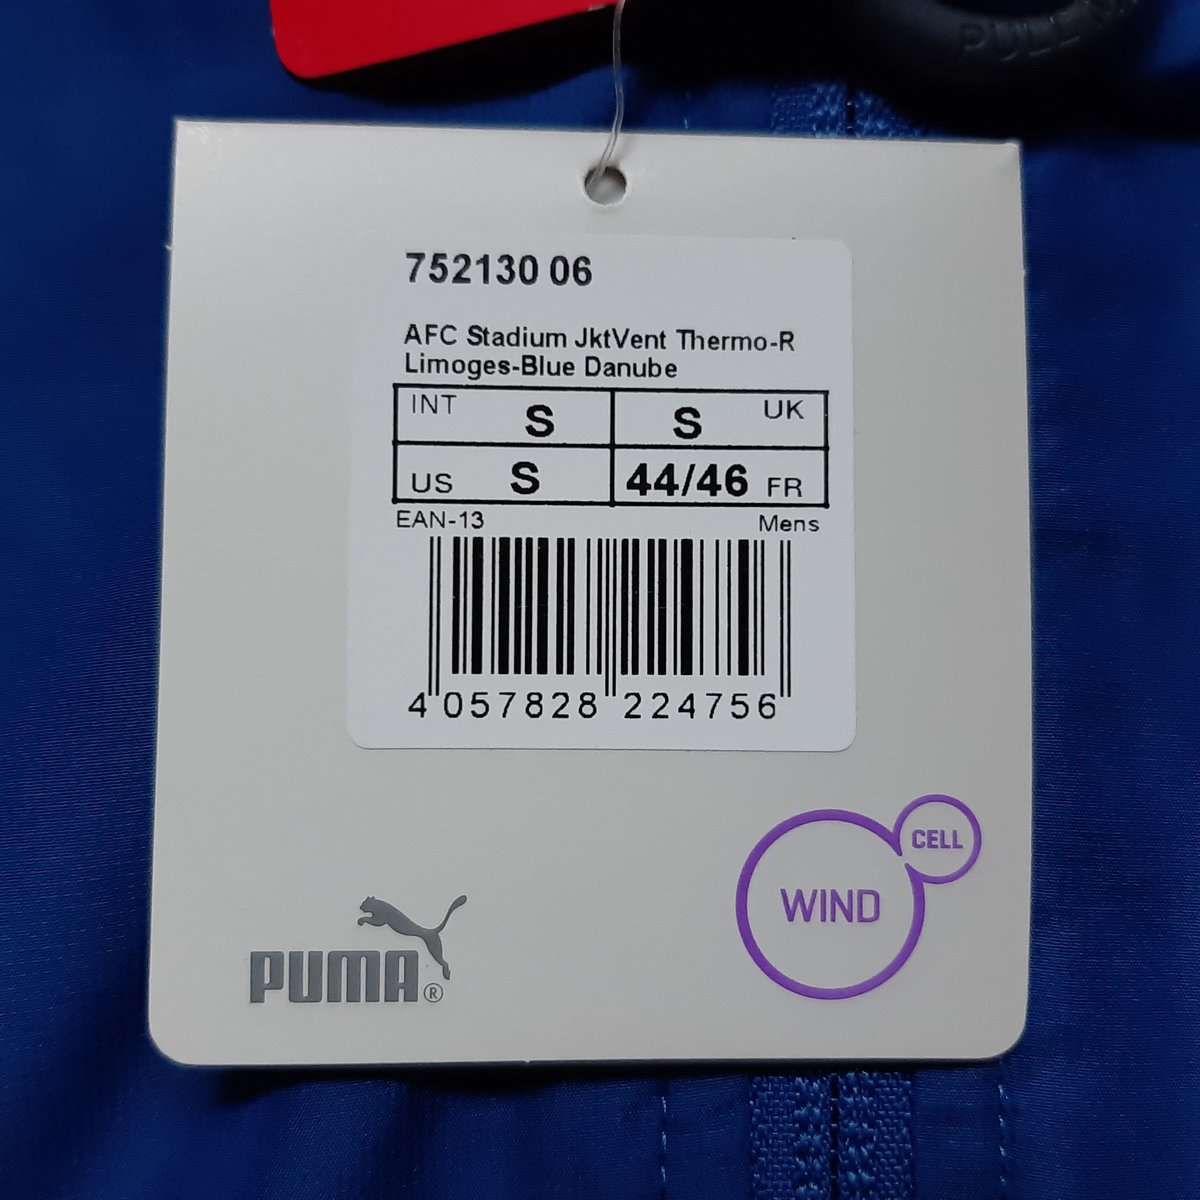 PULL
752130 06
AFC Stadium JktVent Thermo-R
Limoges-Blue Danube
INT S S UK
US S 44/46 FR
EAN-13 Mens
4 057828 224756
CELL
WIND
PUMA®